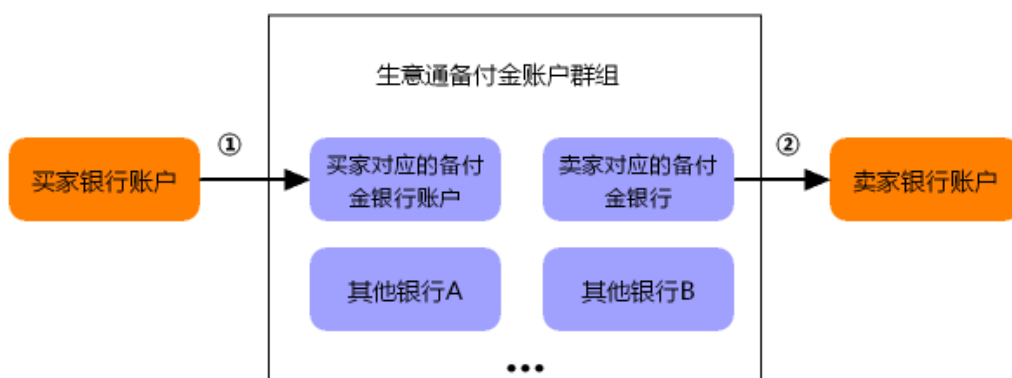 生意通备付金账户群组
①
②
买家银行账户
买家对应的备付
金银行账户
卖家对应的备付
金银行
卖家银行账户
其他银行A
其他银行B
•••